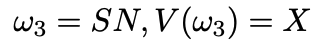 ω₃ = SN, V(ω₃) = X